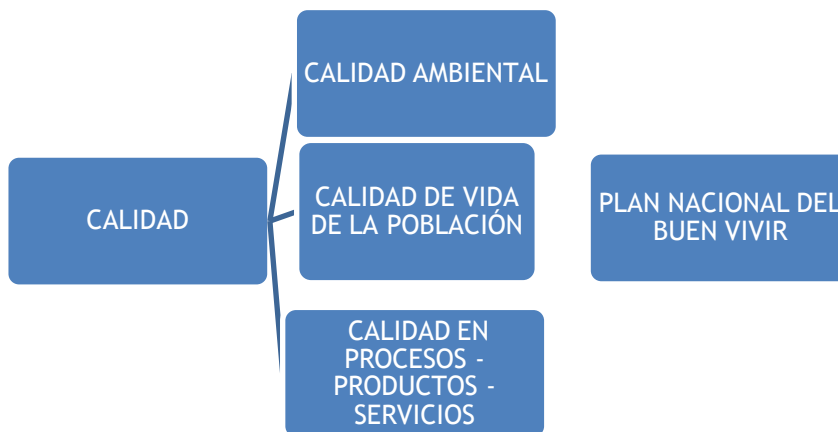 CALIDAD AMBIENTAL
CALIDAD
CALIDAD DE VIDA
DE LA POBLACIÓN
PLAN NACIONAL DEL
BUEN VIVIR
CALIDAD EN
PROCESOS -
PRODUCTOS -
SERVICIOS